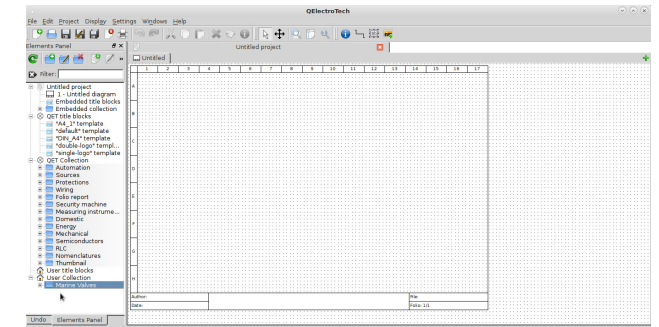 QElectroTech
File Edit Project Display Settings Windows Help
Elements Panel
Untitled project
Untitled
Filter:
1 2 3 4 5 6 7 8 9 10 11 12 13 14 15 16 17
Untitled project
1 - Untitled diagram
Embedded title blocks
Embedded collection
QET title blocks
"A4_1" template
"default" template
"DIN_A4" template
"double-logo" templ...
"single-logo" template
QET Collection
Automation
Sources
Protections
Wiring
Folio report
Security machine
Measuring instrume...
Domestic
Energy
Mechanical
Semiconductors
RLC
Nomenclatures
Thumbnail
User title blocks
User Collection
Marine Valves
A
B
C
D
E
F
G
H
Author:
Date:
File:
Folio: 1/1
Undo Elements Panel